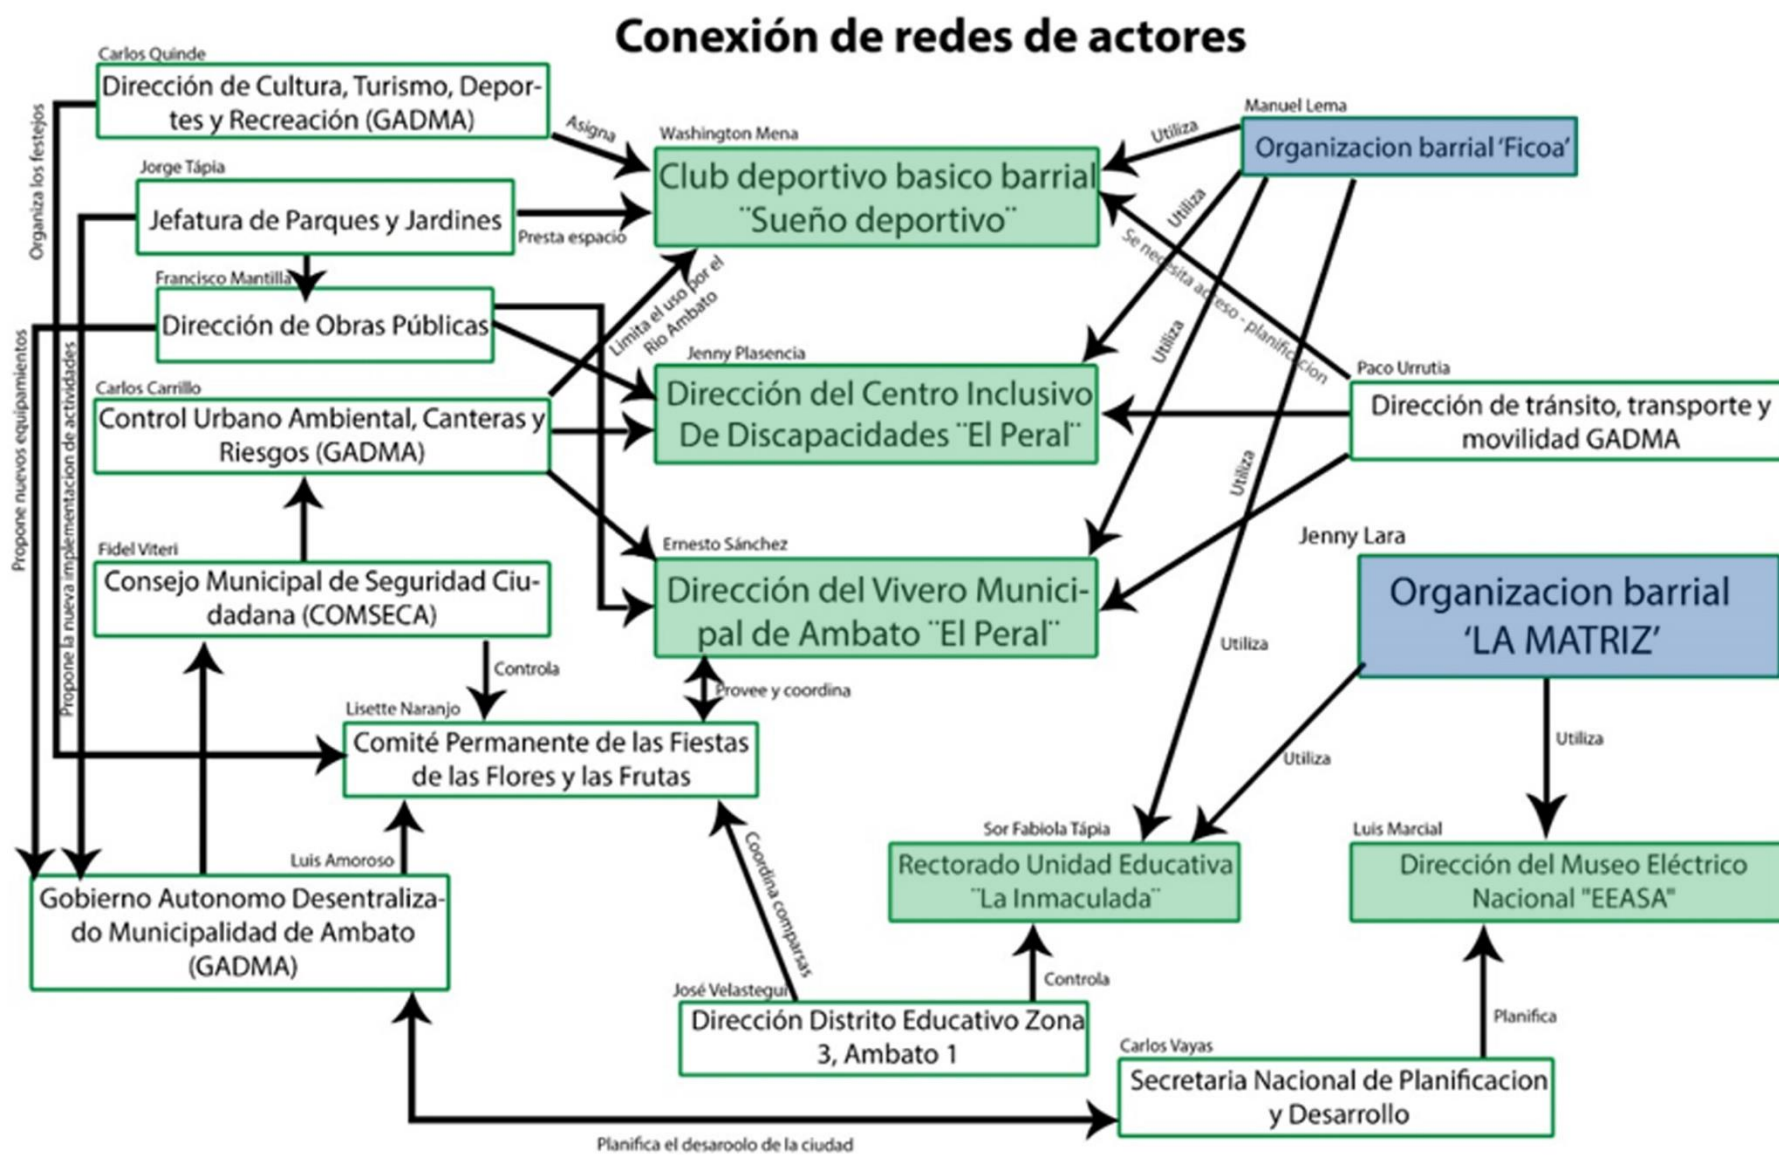 Conexión de redes de actores
Carlos Quinde
Dirección de Cultura, Turismo, Depor-
tes y Recreación (GADMA)
Organiza los festejos
Asigna
Jorge Tápia
Jefatura de Parques y Jardines
Presta espacio
Francisco Mantilla
Dirección de Obras Públicas
Propone nuevos equipamientos
Propone la nueva implementacion de actividades
Carlos Carrillo
Control Urbano Ambiental, Canteras y
Riesgos (GADMA)
Limita el uso por el
Rio Ambato
Fidel Viteri
Consejo Municipal de Seguridad Ciu-
dadana (COMSECA)
Controla
Washington Mena
Club deportivo basico barrial
¨Sueño deportivo¨
Jenny Plasencia
Dirección del Centro Inclusivo
De Discapacidades ¨El Peral¨
Ernesto Sánchez
Dirección del Vivero Munici-
pal de Ambato ¨El Peral¨
Provee y coordina
Manuel Lema
Organizacion barrial 'Ficoa'
Utiliza
Utiliza
Utiliza
Utiliza
Utiliza
Se necesita acceso - planificacion
Paco Urrutia
Dirección de tránsito, transporte y
movilidad GADMA
Jenny Lara
Organizacion barrial
'LA MATRIZ'
Utiliza
Utiliza
Lisette Naranjo
Comité Permanente de las Fiestas
de las Flores y las Frutas
Luis Amoroso
Gobierno Autonomo Desentraliza-
do Municipalidad de Ambato
(GADMA)
Coordina comparsas
Sor Fabiola Tápia
Rectorado Unidad Educativa
¨La Inmaculada¨
Luis Marcial
Dirección del Museo Eléctrico
Nacional "EEASA"
Controla
José Velastegui
Dirección Distrito Educativo Zona
3, Ambato 1
Planifica
Carlos Vayas
Secretaria Nacional de Planificacion
y Desarrollo
Planifica el desaroolo de la ciudad